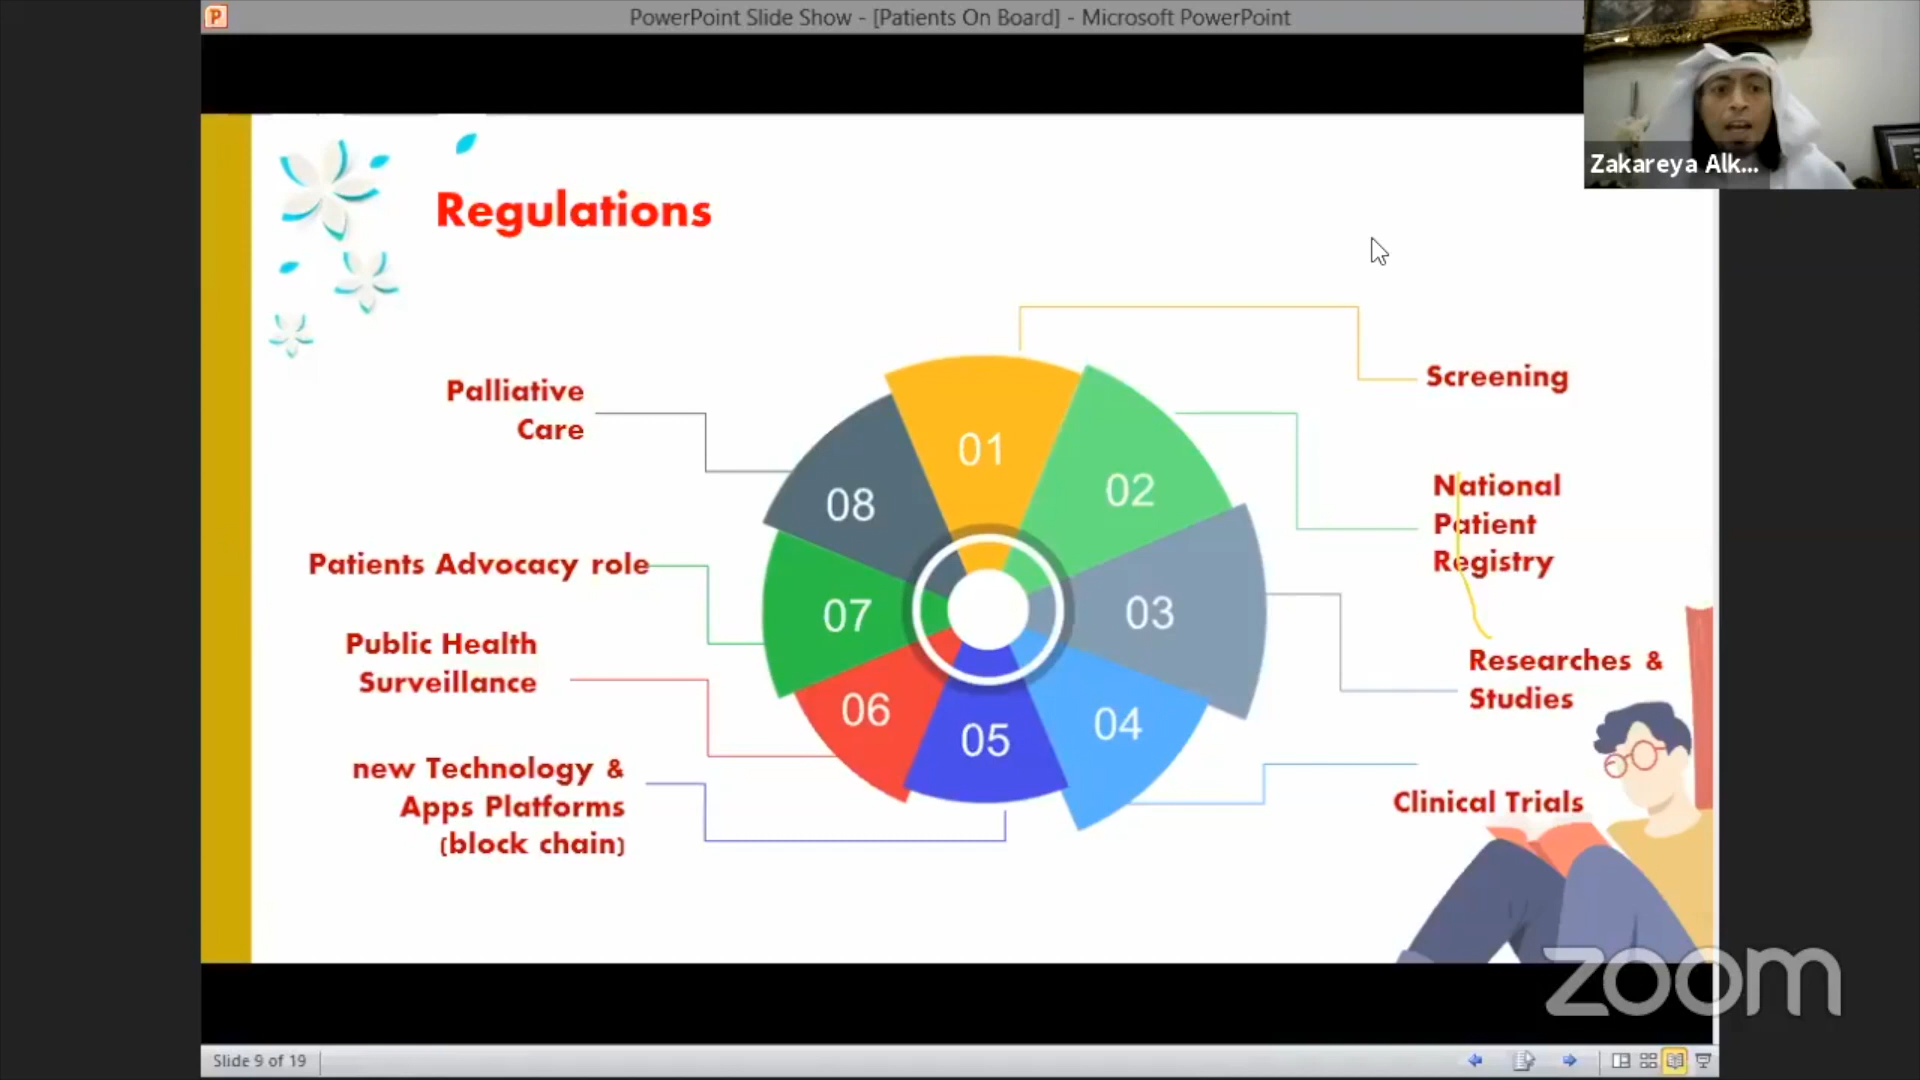 PowerPoint Slide Show - [Patients On Board] - Microsoft PowerPoint
Zakareya Alk...
Regulations
01
02
03
04
05
06
07
08
Screening
National
Patient
Registry
Researches &
Studies
Clinical Trials
new Technology &
Apps Platforms
(block chain)
Public Health
Surveillance
Patients Advocacy role
Palliative
Care
zoom
Slide 9 of 19